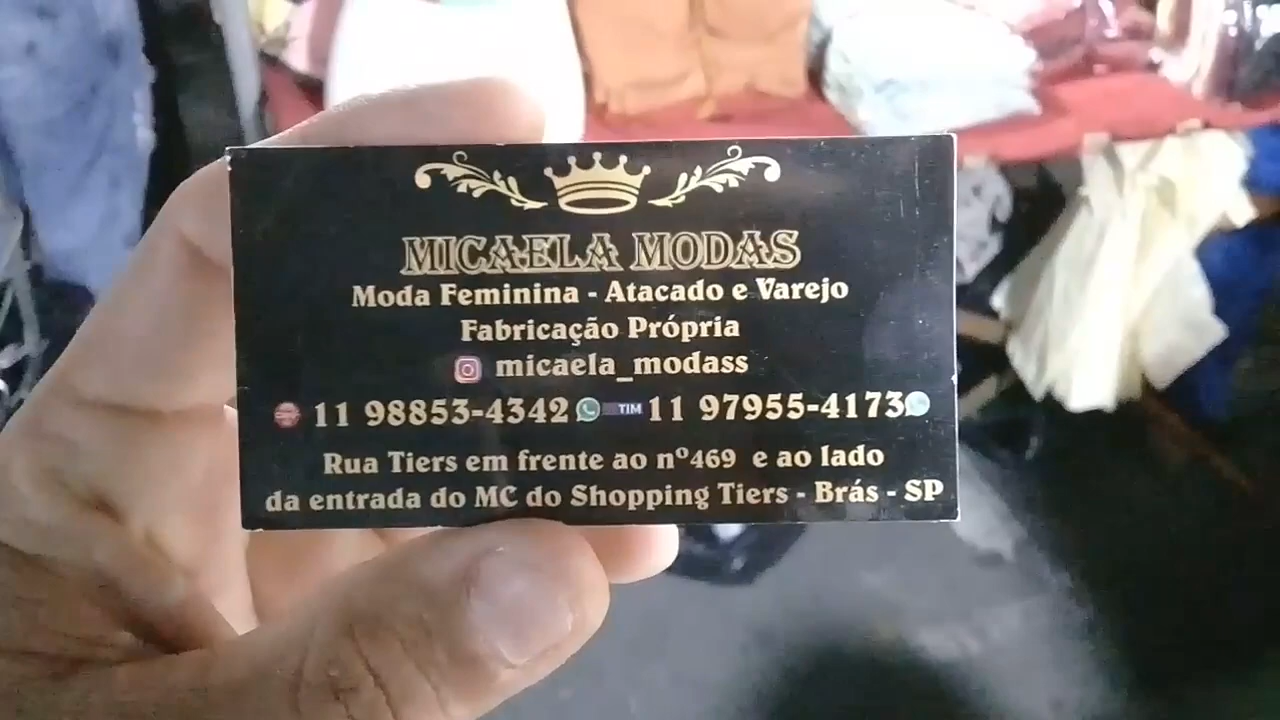 MICAELA MODAS
Moda Feminina - Atacado e Varejo
Fabricação Própria
micaela_modass
11 98853-4342 TIM 11 97955-4173
Rua Tiers em frente ao nº469 e ao lado
da entrada do MC do Shopping Tiers - Brás - SP